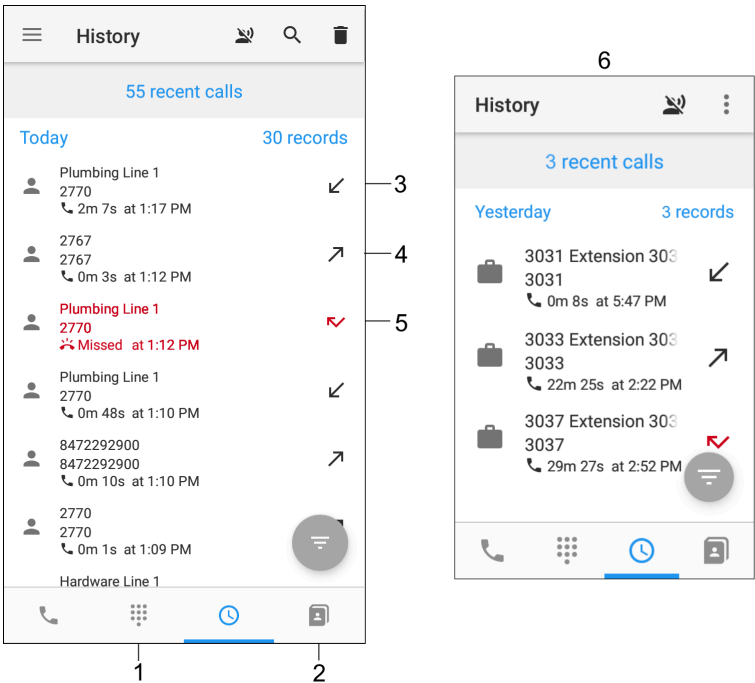 History
55 recent calls
Today 30 records
Plumbing Line 1
2770
2m 7s at 1:17 PM
3
2767
2767
0m 3s at 1:12 PM
4
Plumbing Line 1
2770
Missed at 1:12 PM
5
Plumbing Line 1
2770
0m 48s at 1:10 PM
8472292900
8472292900
0m 10s at 1:10 PM
2770
2770
0m 1s at 1:09 PM
Hardware Line 1
1 2
6
History
3 recent calls
Yesterday 3 records
3031 Extension 303
3031
0m 8s at 5:47 PM
3033 Extension 303
3033
22m 25s at 2:22 PM
3037 Extension 303
3037
29m 27s at 2:52 PM